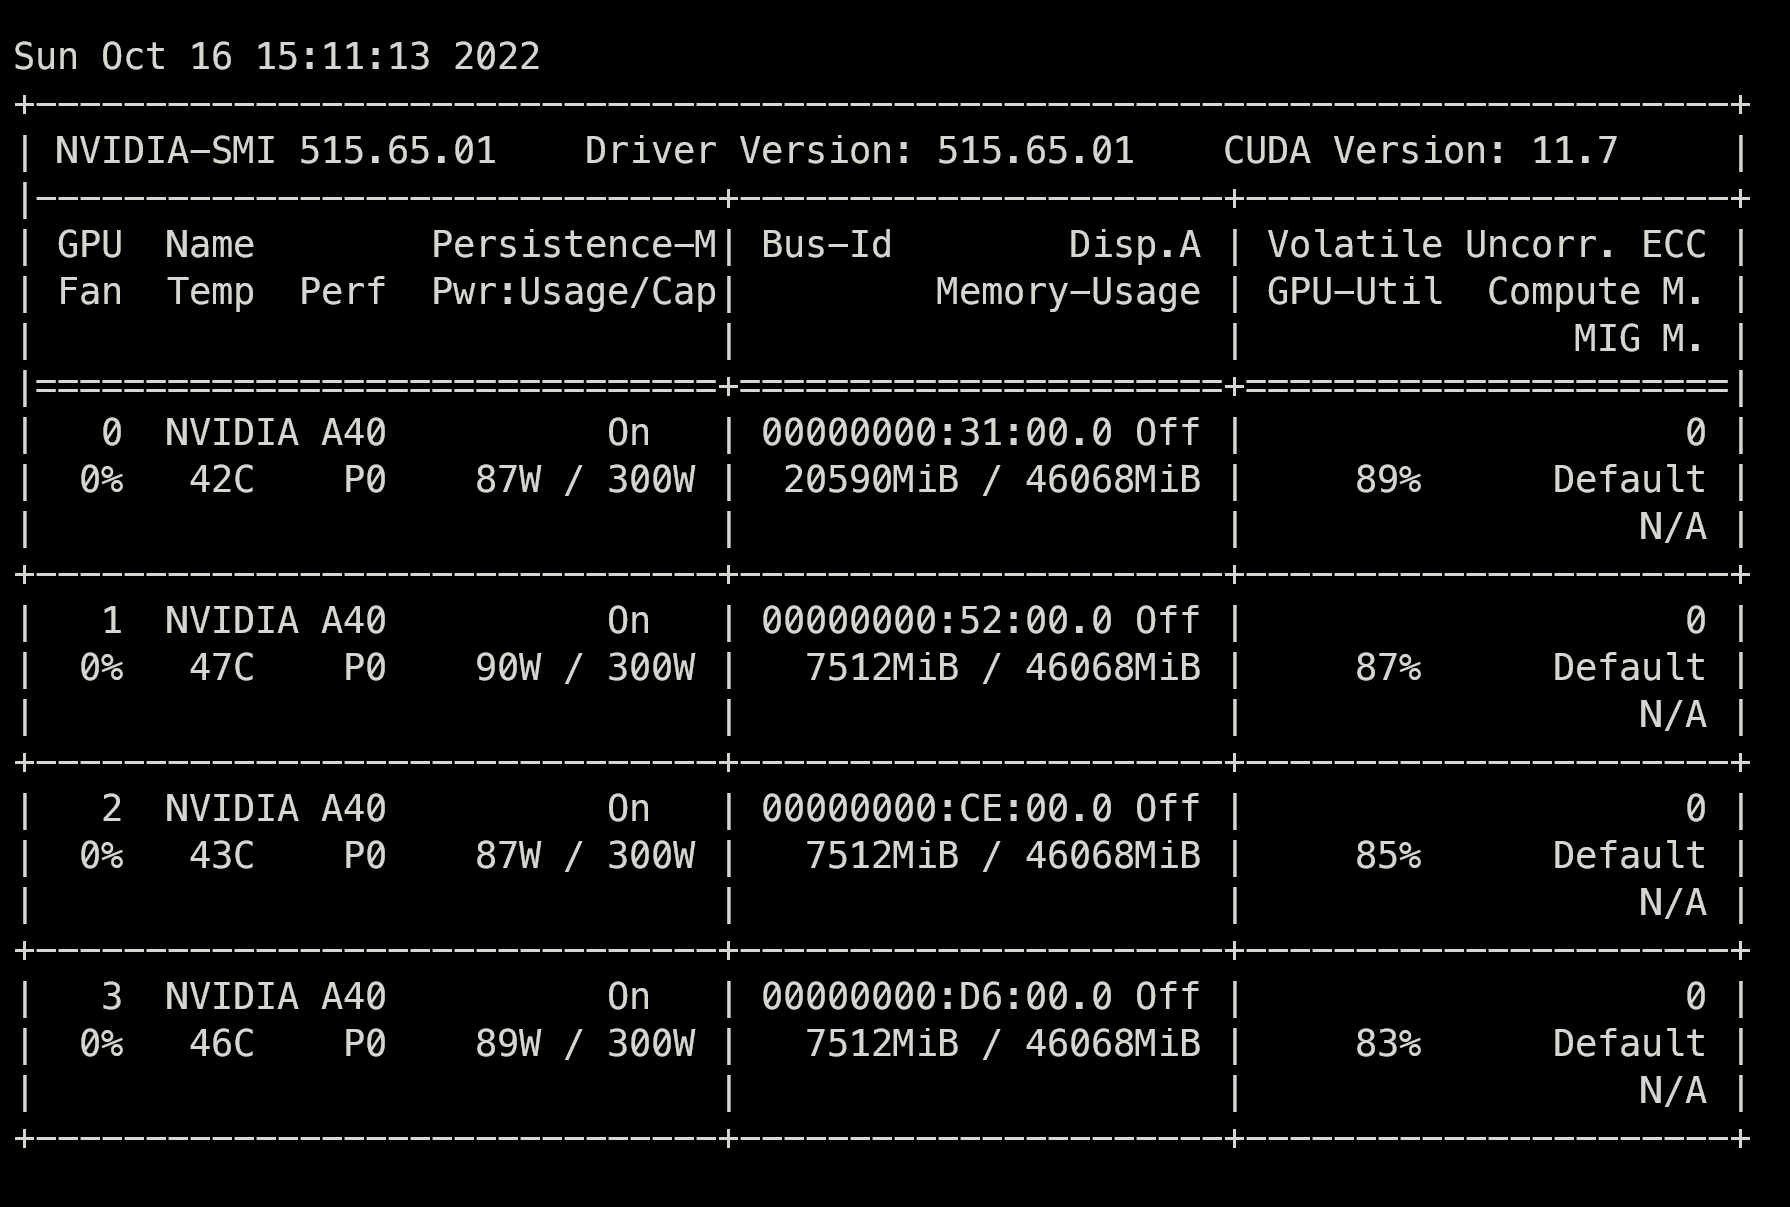 Sun Oct 16 15:11:13 2022
+-----------------------------------------------------------------------------+
| NVIDIA-SMI 515.65.01    Driver Version: 515.65.01    CUDA Version: 11.7     |
|-------------------------------+----------------------+----------------------+
| GPU  Name        Persistence-M| Bus-Id        Disp.A | Volatile Uncorr. ECC |
| Fan  Temp  Perf  Pwr:Usage/Cap|         Memory-Usage | GPU-Util  Compute M. |
|                               |                      |               MIG M. |
|===============================+======================+======================|
|   0  NVIDIA A40          On   | 00000000:31:00.0 Off |                    0 |
|  0%   42C    P0    87W / 300W |  20590MiB / 46068MiB |     89%      Default |
|                               |                      |                  N/A |
+-------------------------------+----------------------+----------------------+
|   1  NVIDIA A40          On   | 00000000:52:00.0 Off |                    0 |
|  0%   47C    P0    90W / 300W |   7512MiB / 46068MiB |     87%      Default |
|                               |                      |                  N/A |
+-------------------------------+----------------------+----------------------+
|   2  NVIDIA A40          On   | 00000000:CE:00.0 Off |                    0 |
|  0%   43C    P0    87W / 300W |   7512MiB / 46068MiB |     85%      Default |
|                               |                      |                  N/A |
+-------------------------------+----------------------+----------------------+
|   3  NVIDIA A40          On   | 00000000:D6:00.0 Off |                    0 |
|  0%   46C    P0    89W / 300W |   7512MiB / 46068MiB |     83%      Default |
|                               |                      |                  N/A |
+-------------------------------+----------------------+----------------------+